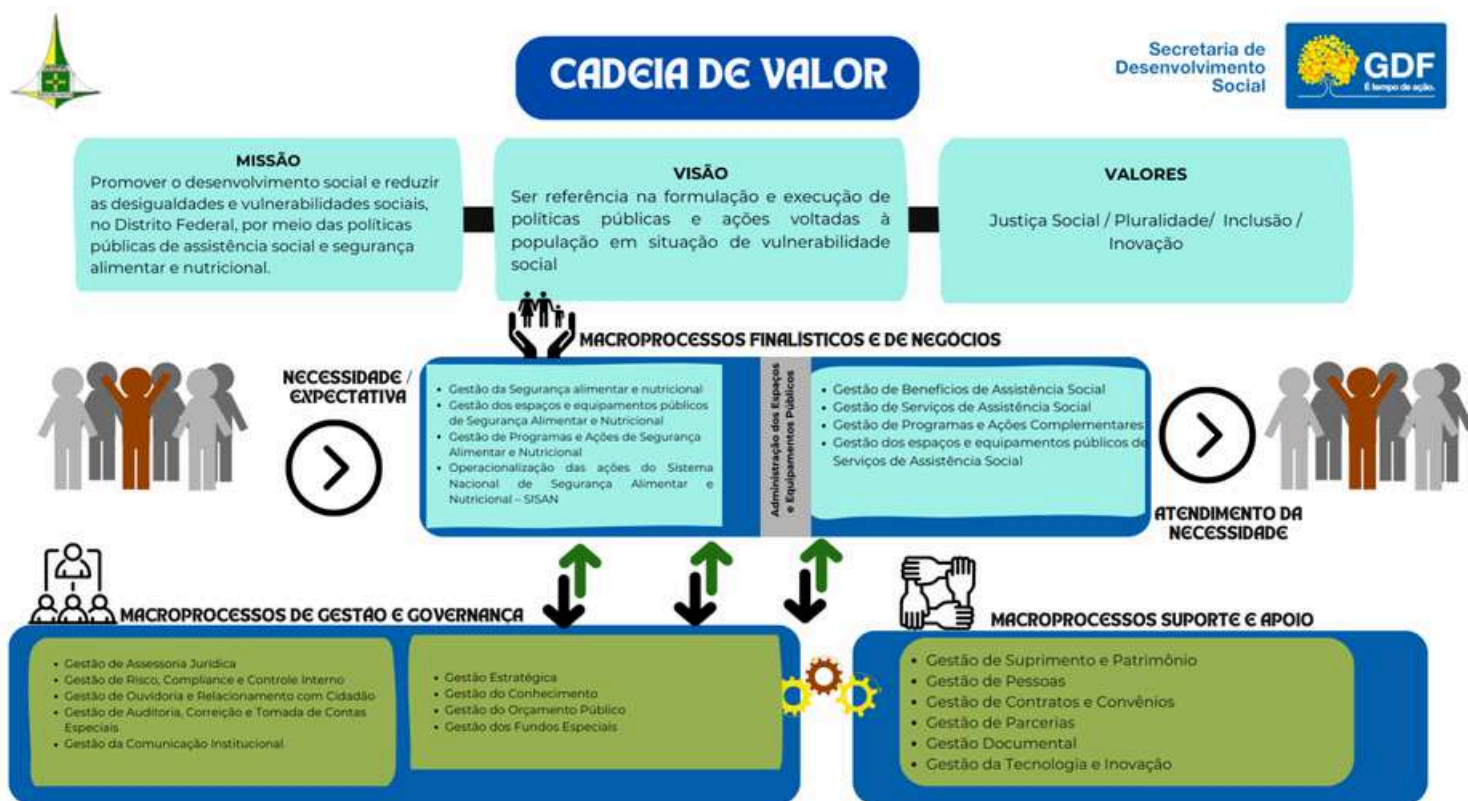 CADEIA DE VALOR
Secretaria de
Desenvolvimento
Social
GDF
É tempo de ação.
MISSÃO
Promover o desenvolvimento social e reduzir
as desigualdades e vulnerabilidades sociais,
no Distrito Federal, por meio das políticas
públicas de assistência social e segurança
alimentar e nutricional.
VISÃO
Ser referência na formulação e execução de
políticas públicas e ações voltadas à
população em situação de vulnerabilidade
social
VALORES
Justiça Social / Pluralidade/ Inclusão /
Inovação
MACROPROCESSOS FINALÍSTICOS E DE NEGÓCIOS
NECESSIDADE /
EXPECTATIVA
• Gestão da Segurança alimentar e nutricional
• Gestão dos espaços e equipamentos públicos
de Segurança Alimentar e Nutricional
• Gestão de Programas e Ações de Segurança
Alimentar e Nutricional
• Operacionalização das ações do Sistema
Nacional de Segurança Alimentar e
Nutricional – SISAN
Administração dos Espaços
e Equipamentos Públicos
• Gestão de Benefícios de Assistência Social
• Gestão de Serviços de Assistência Social
• Gestão de Programas e Ações Complementares
• Gestão dos espaços e equipamentos públicos de
Serviços de Assistência Social
ATENDIMENTO DA
NECESSIDADE
MACROPROCESSOS DE GESTÃO E GOVERNANÇA
• Gestão de Assessoria Jurídica
• Gestão de Risco, Compliance e Controle Interno
• Gestão de Ouvidoria e Relacionamento com Cidadão
• Gestão de Auditoria, Correição e Tomada de Contas
Especiais
• Gestão da Comunicação Institucional
• Gestão Estratégica
• Gestão do Conhecimento
• Gestão do Orçamento Público
• Gestão dos Fundos Especiais
MACROPROCESSOS SUPORTE E APOIO
• Gestão de Suprimento e Patrimônio
• Gestão de Pessoas
• Gestão de Contratos e Convênios
• Gestão de Parcerias
• Gestão Documental
• Gestão da Tecnologia e Inovação